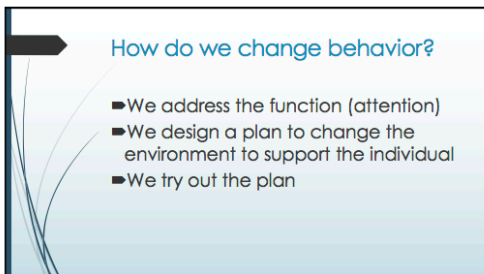 How do we change behavior?
We address the function (attention)
We design a plan to change the
environment to support the individual
We try out the plan